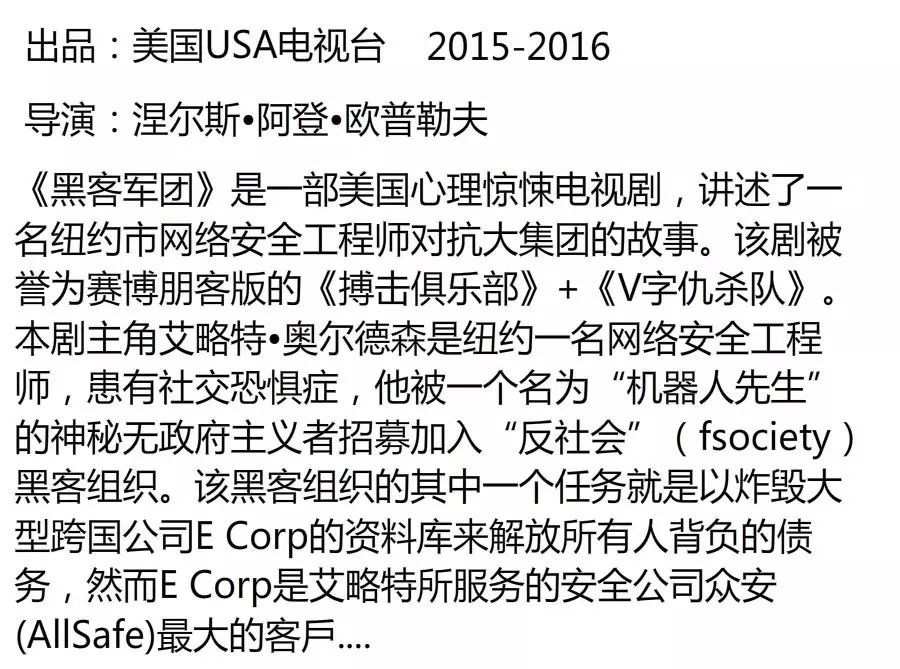 出品：美国USA电视台 2015-2016
导演：涅尔斯•阿登•欧普勒夫
《黑客军团》是一部美国心理惊悚电视剧，讲述了一
名纽约市网络安全工程师对抗大集团的故事。该剧被
誉为赛博朋客版的《搏击俱乐部》+《V字仇杀队》。
本剧主角艾略特•奥尔德森是纽约一名网络安全工程
师，患有社交恐惧症，他被一个名为“机器人先生”
的神秘无政府主义者招募加入“反社会”（fsociety）
黑客组织。该黑客组织的其中一个任务就是以炸毁大
型跨国公司E Corp的资料库来解放所有人背负的债
务，然而E Corp是艾略特所服务的安全公司众安
(AllSafe)最大的客戶....